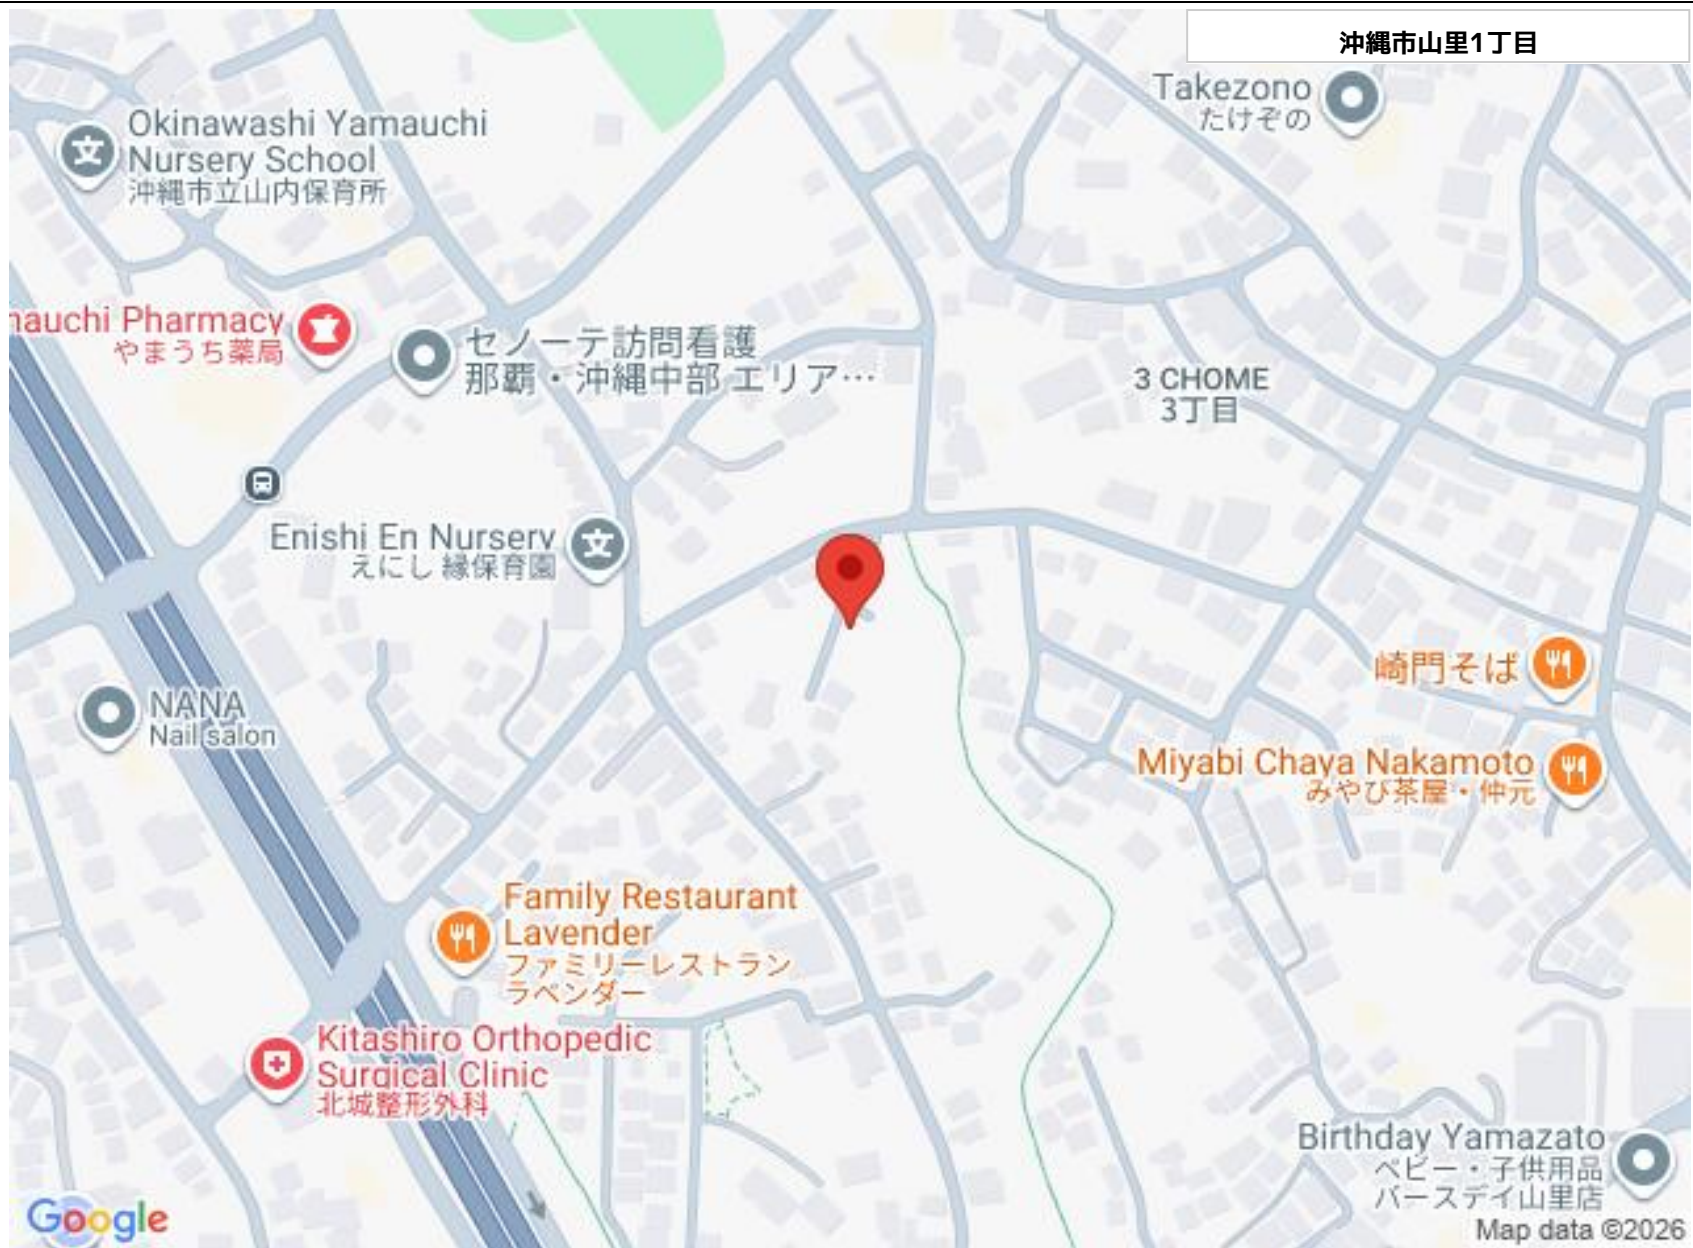 沖縄市山里1丁目
Takezono
たけぞの
Okinawashi Yamauchi
Nursery School
沖縄市立山内保育所
nauchi Pharmacy
やまうち薬局
セノーテ訪問看護
那覇・沖縄中部 エリア…
3 CHOME
3丁目
Enishi En Nursery
えにし 縁保育園
崎門そば
NANA
Nail salon
Miyabi Chaya Nakamoto
みやび茶屋・仲元
Family Restaurant
Lavender
ファミリーレストラン
ラベンダー
Kitashiro Orthopedic
Surgical Clinic
北城整形外科
Birthday Yamazato
ベビー・子供用品
バースデイ山里店
Google
Map data ©2026